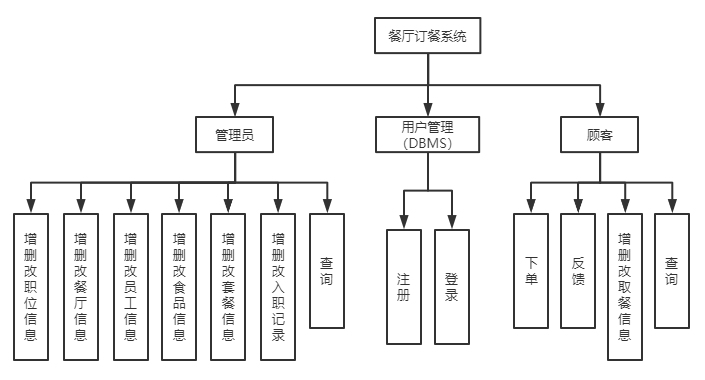 餐厅订餐系统
管理员
用户管理
（DBMS）
顾客
增删改职位信息
增删改餐厅信息
增删改员工信息
增删改食品信息
增删改套餐信息
增删改入职记录
查询
注册
登录
下单
反馈
增删改取餐信息
查询